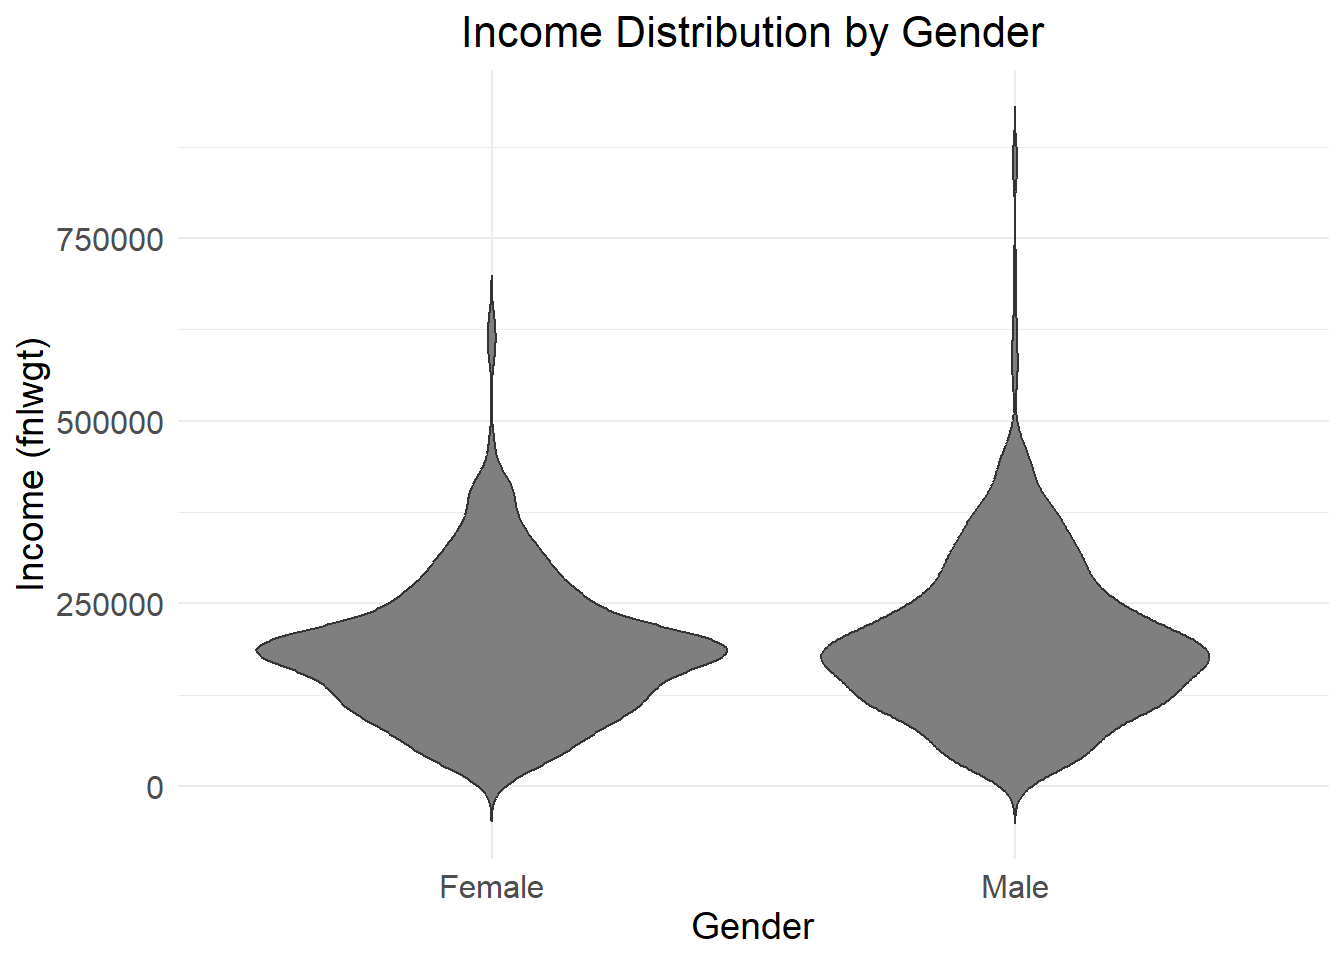 Income Distribution by Gender
Income (fnlwgt)
750000
500000
250000
0
Female
Male
Gender